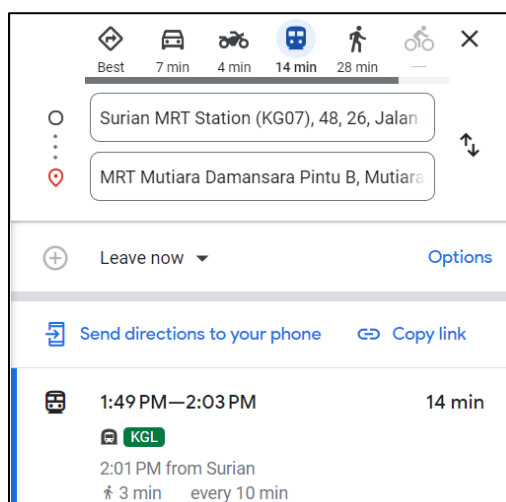 Best 7 min 4 min 14 min 28 min —
Surian MRT Station (KG07), 48, 26, Jalan
MRT Mutiara Damansara Pintu B, Mutiara
Leave now Options
Send directions to your phone Copy link
1:49 PM—2:03 PM 14 min
KGL
2:01 PM from Surian
3 min every 10 min